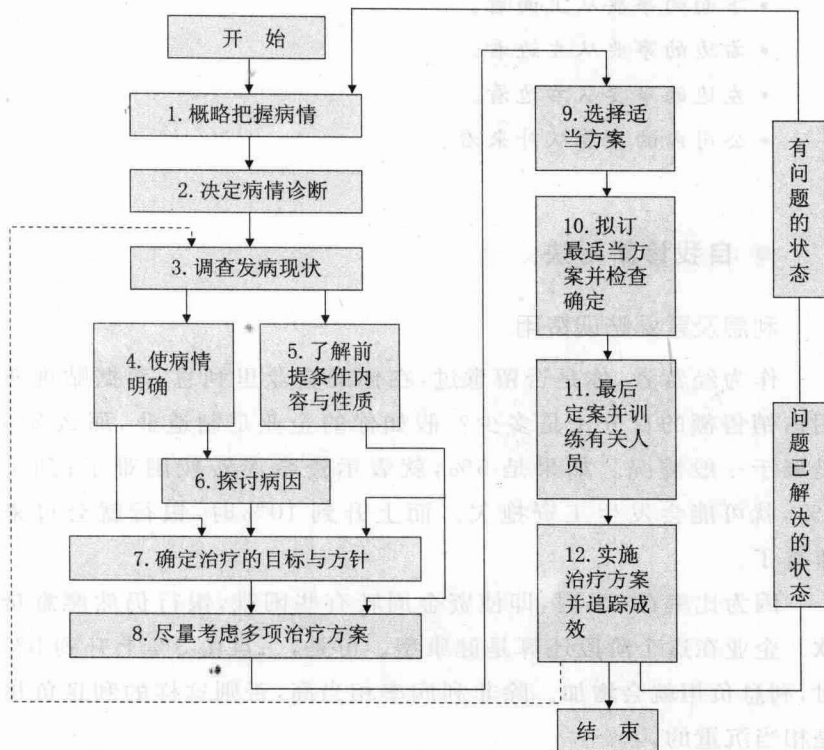 开 始
1. 概略把握病情
2. 决定病情诊断
3. 调查发病现状
4. 使病情
明确
5. 了解前
提条件内
容与性质
6. 探讨病因
7. 确定治疗的目标与方针
8. 尽量考虑多项治疗方案
9. 选择适
当方案
10. 拟订
最适当方
案并检查
确定
11. 最后
定案并训
练有关人
员
12. 实施
治疗方案
并追踪成
效
结 束
有问题的状态
问题已解决的状态